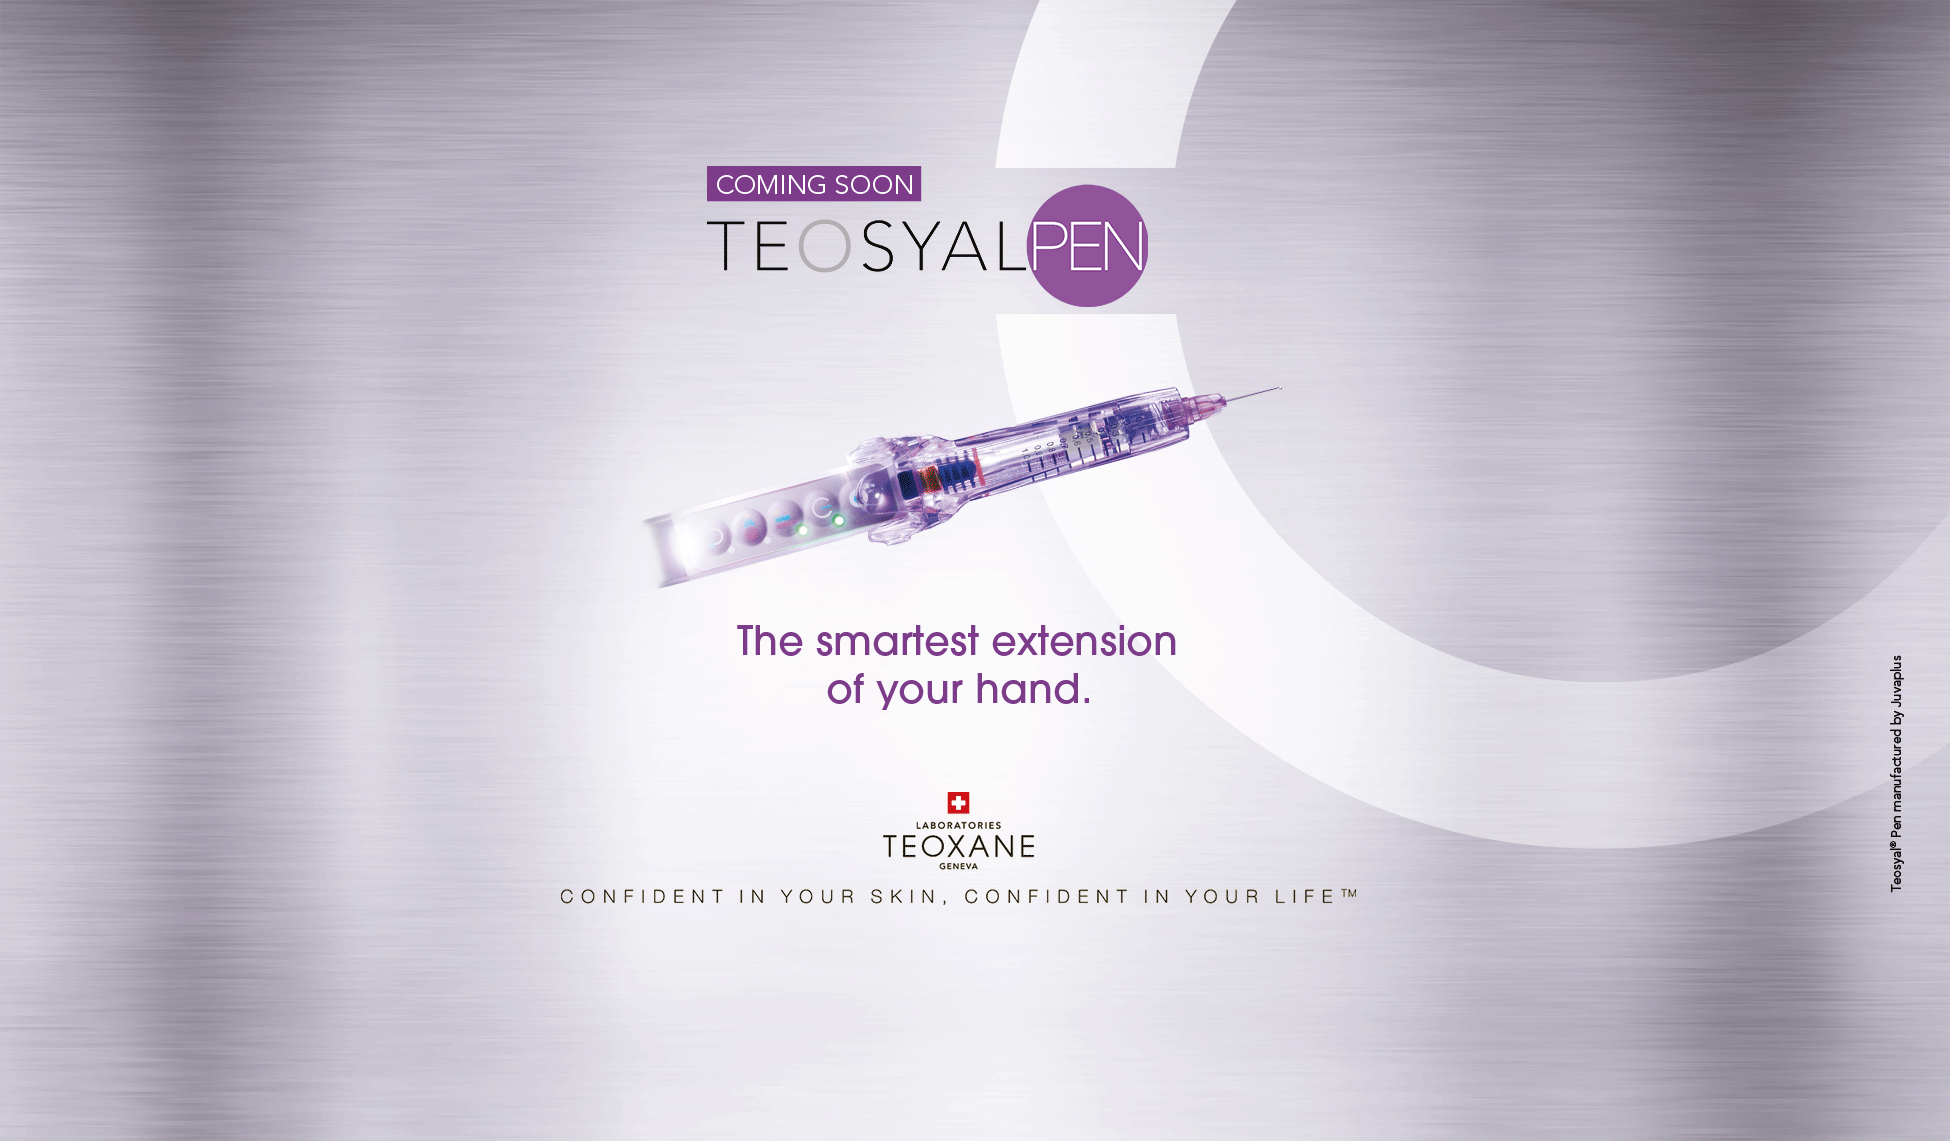 COMING SOON
TEOSYALPEN
The smartest extension
of your hand.
LABORATORIES
TEOXANE
GENEVA
CONFIDENT IN YOUR SKIN, CONFIDENT IN YOUR LIFE™
Teosyal® Pen manufactured by Juvaplus